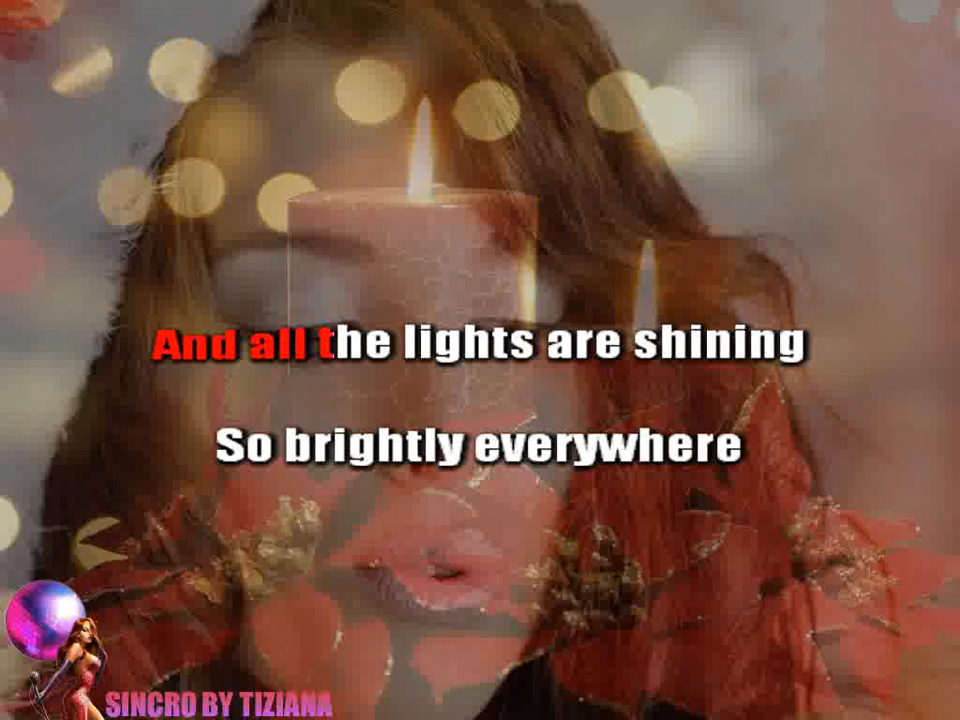 And all the lights are shining
So brightly everywhere
SINCRO BY TIZIANA